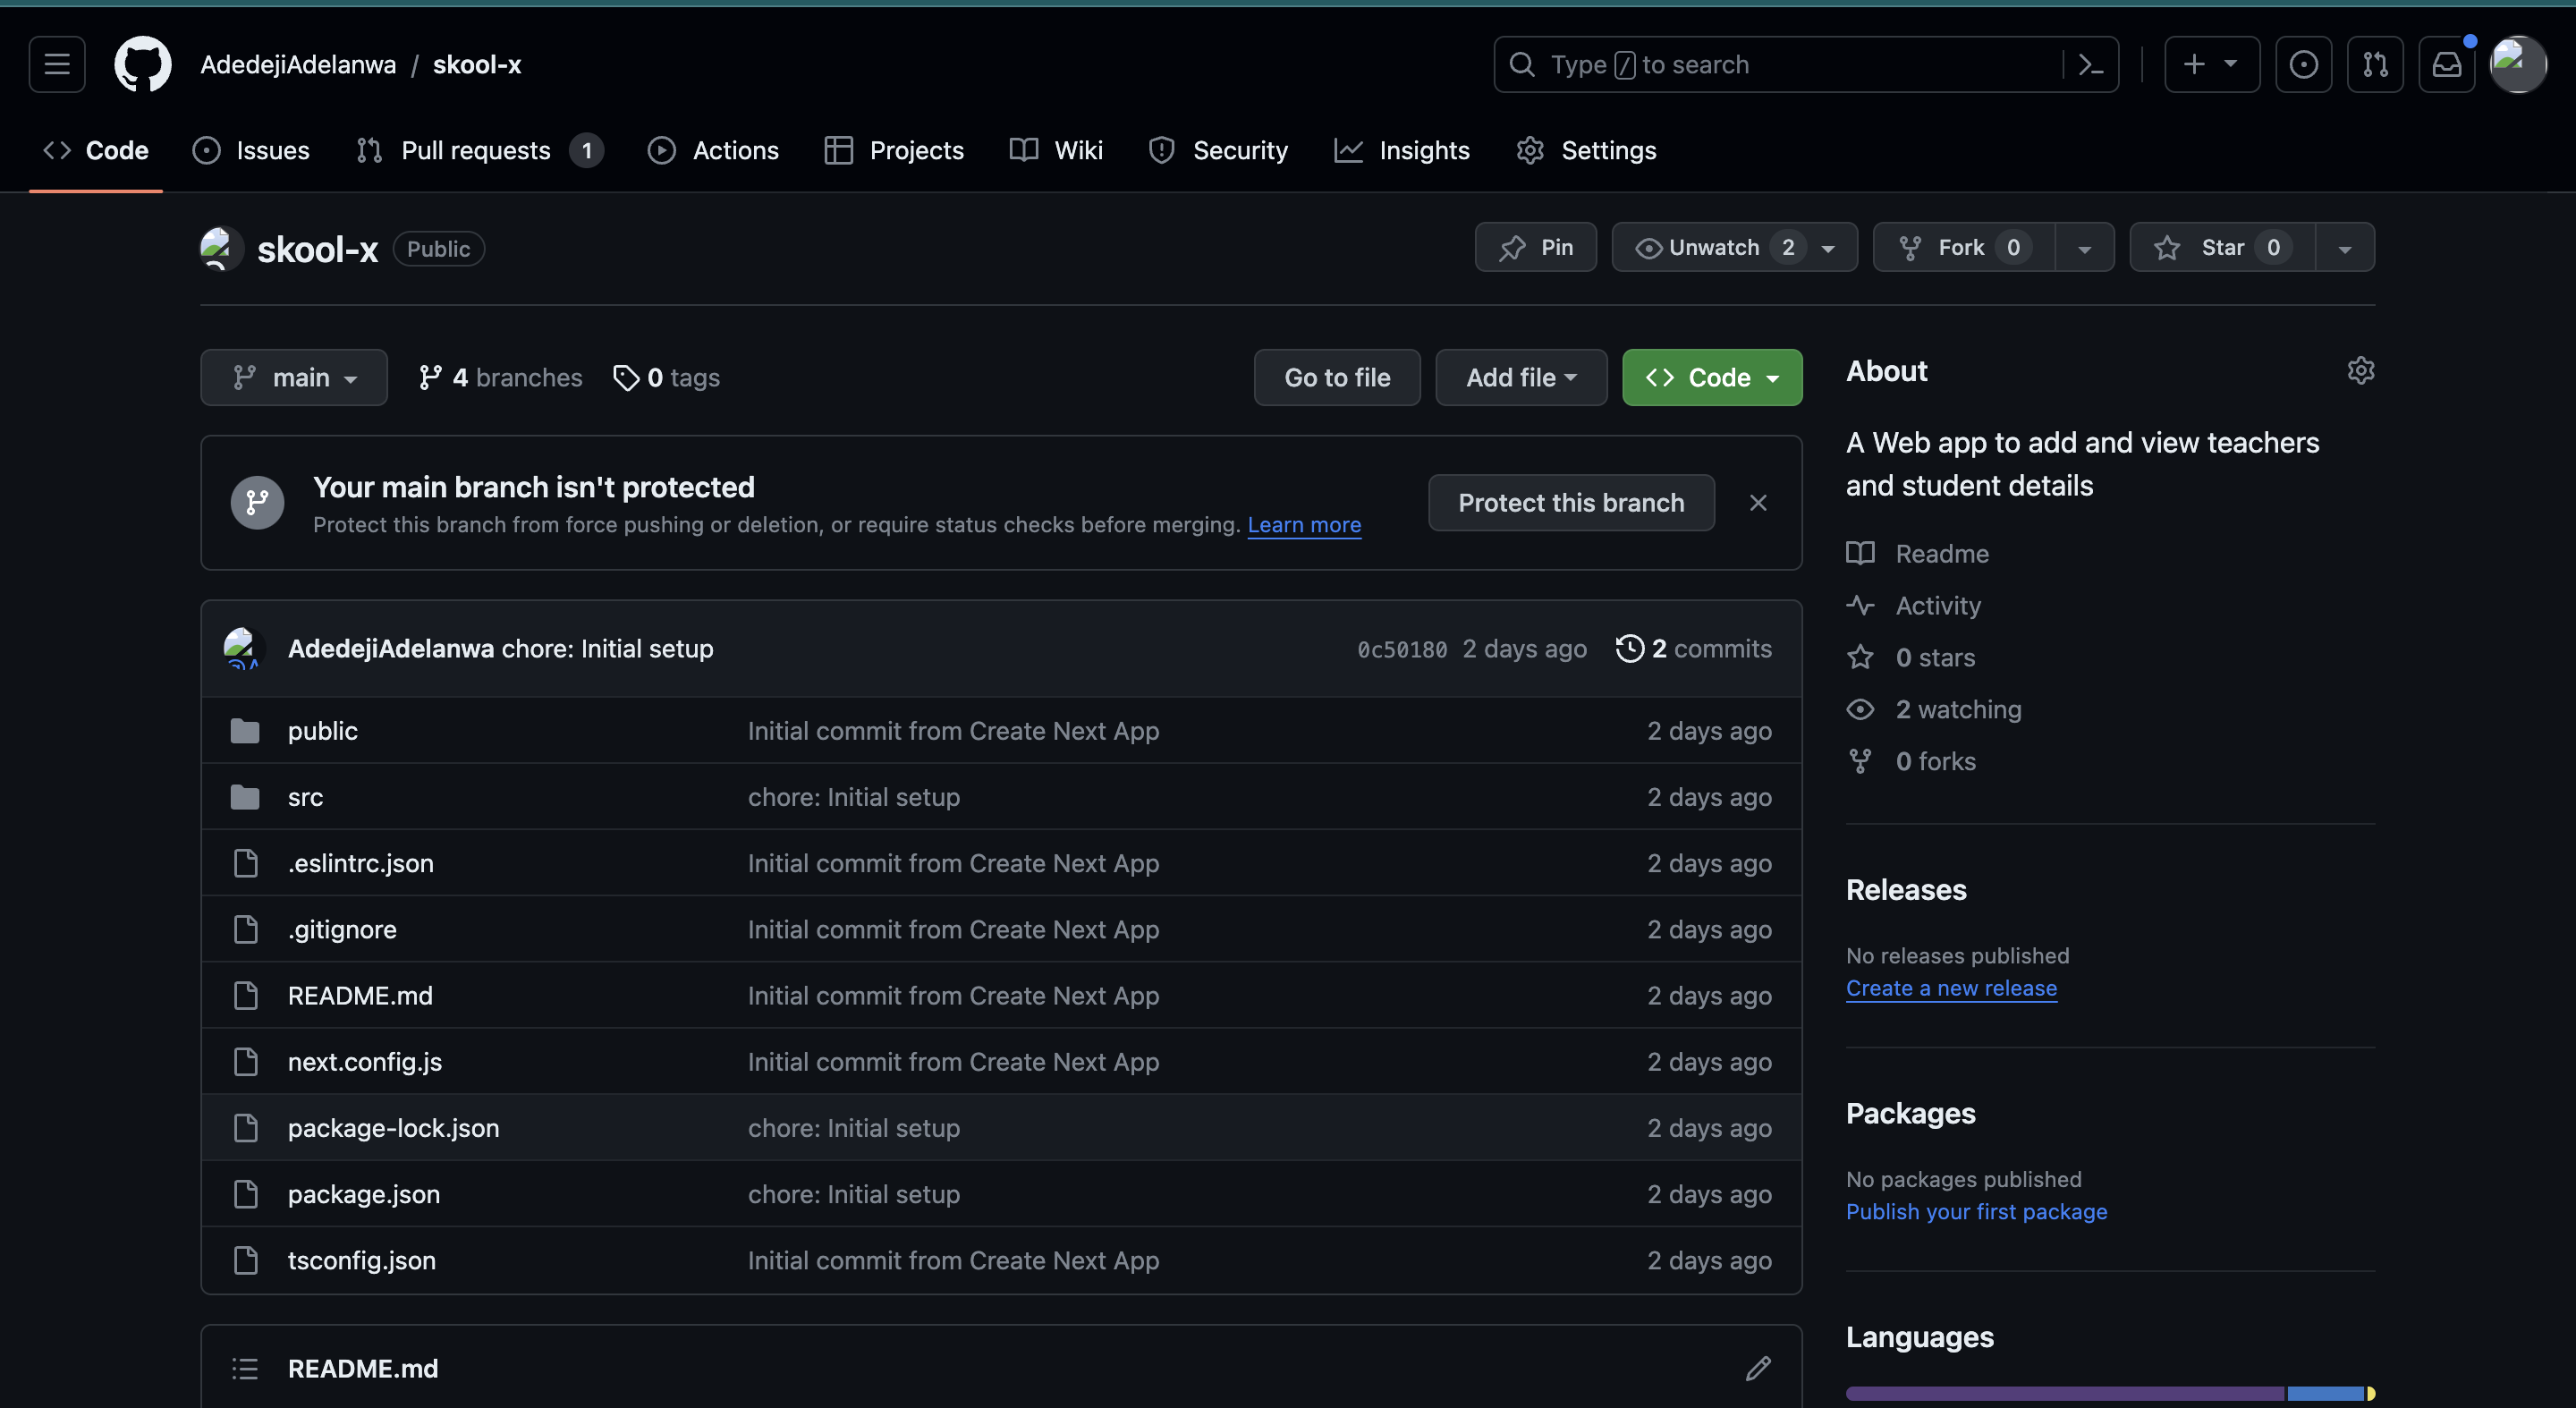 AdedejiAdelanwa / skool-x
Type / to search
Code
Issues
Pull requests 1
Actions
Projects
Wiki
Security
Insights
Settings
skool-x Public
Pin
Unwatch 2
Fork 0
Star 0
main
4 branches
0 tags
Go to file
Add file
Code
Your main branch isn't protected
Protect this branch from force pushing or deletion, or require status checks before merging. Learn more
Protect this branch
AdedejiAdelanwa chore: Initial setup 0c50180 2 days ago 2 commits
public Initial commit from Create Next App 2 days ago
src chore: Initial setup 2 days ago
.eslintrc.json Initial commit from Create Next App 2 days ago
.gitignore Initial commit from Create Next App 2 days ago
README.md Initial commit from Create Next App 2 days ago
next.config.js Initial commit from Create Next App 2 days ago
package-lock.json chore: Initial setup 2 days ago
package.json chore: Initial setup 2 days ago
tsconfig.json Initial commit from Create Next App 2 days ago
README.md
About
A Web app to add and view teachers
and student details
Readme
Activity
0 stars
2 watching
0 forks
Releases
No releases published
Create a new release
Packages
No packages published
Publish your first package
Languages